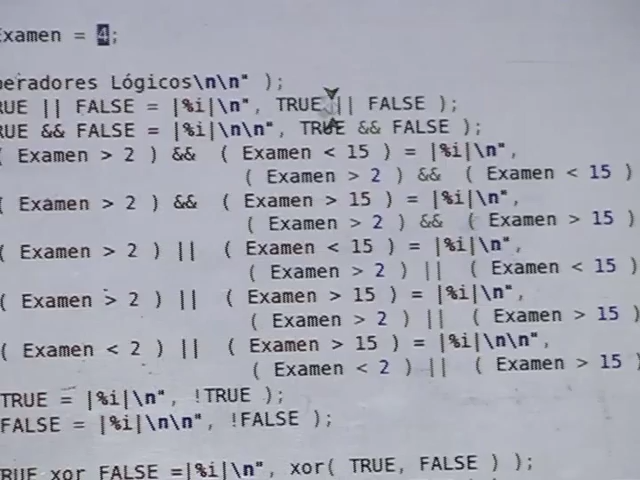 Examen = 4;
peradores Lógicos\n\n" );
RUE || FALSE = |%i|\n", TRUE || FALSE );
RUE && FALSE = |%i|\n\n", TRUE && FALSE );
( Examen > 2 ) && ( Examen < 15 ) = |%i|\n",
( Examen > 2 ) && ( Examen < 15 )
( Examen > 2 ) && ( Examen > 15 ) = |%i|\n",
( Examen > 2 ) && ( Examen > 15 )
( Examen > 2 ) || ( Examen < 15 ) = |%i|\n",
( Examen > 2 ) || ( Examen < 15 )
( Examen > 2 ) || ( Examen > 15 ) = |%i|\n",
( Examen > 2 ) || ( Examen > 15 )
( Examen < 2 ) || ( Examen > 15 ) = |%i|\n\n",
( Examen < 2 ) || ( Examen > 15 )
TRUE = |%i|\n", !TRUE );
FALSE = |%i|\n\n", !FALSE );
TRUE xor FALSE =|%i|\n", xor( TRUE, FALSE ) );